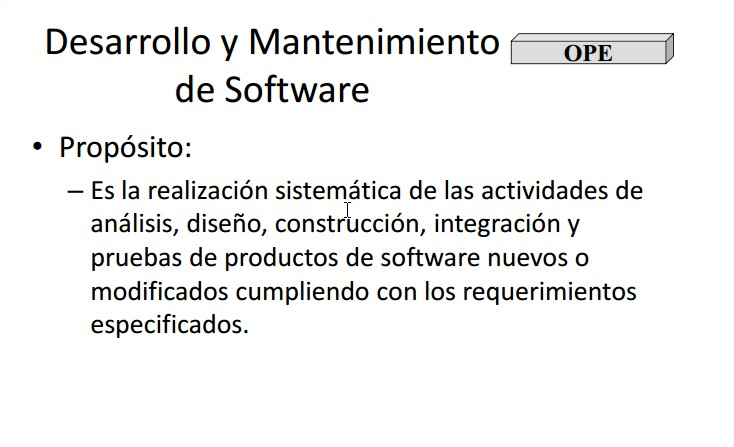 Desarrollo y Mantenimiento
de Software
OPE
• Propósito:
– Es la realización sistemática de las actividades de
análisis, diseño, construcción, integración y
pruebas de productos de software nuevos o
modificados cumpliendo con los requerimientos
especificados.